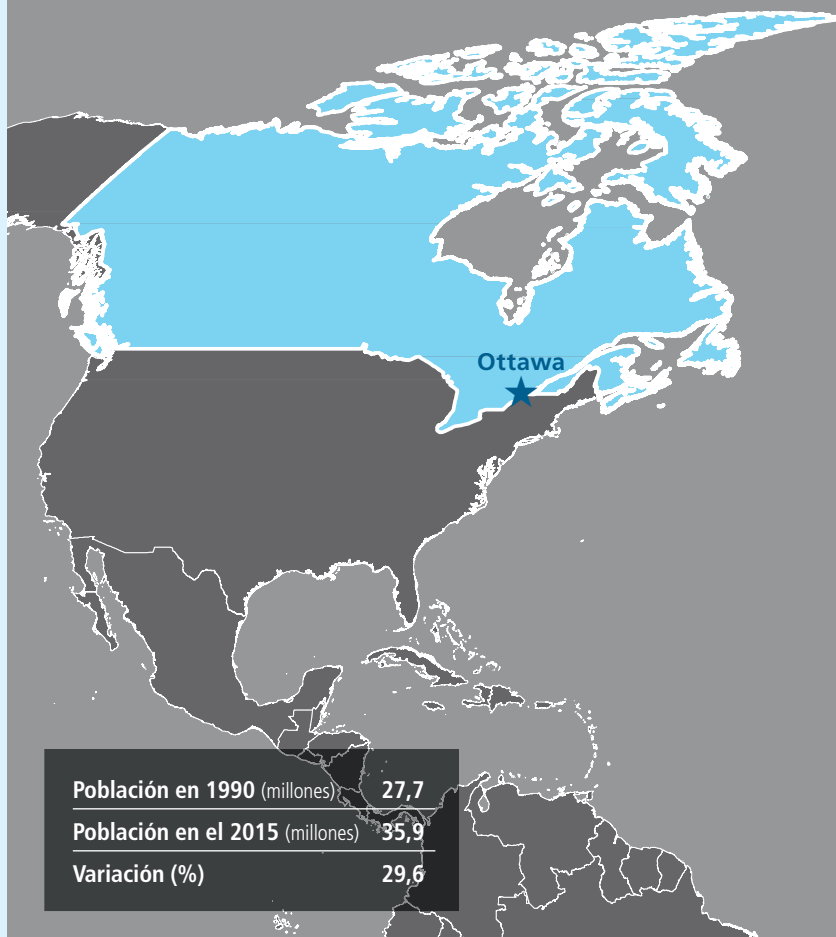 Ottawa
Población en 1990 (millones) 27,7
Población en el 2015 (millones) 35,9
Variación (%) 29,6